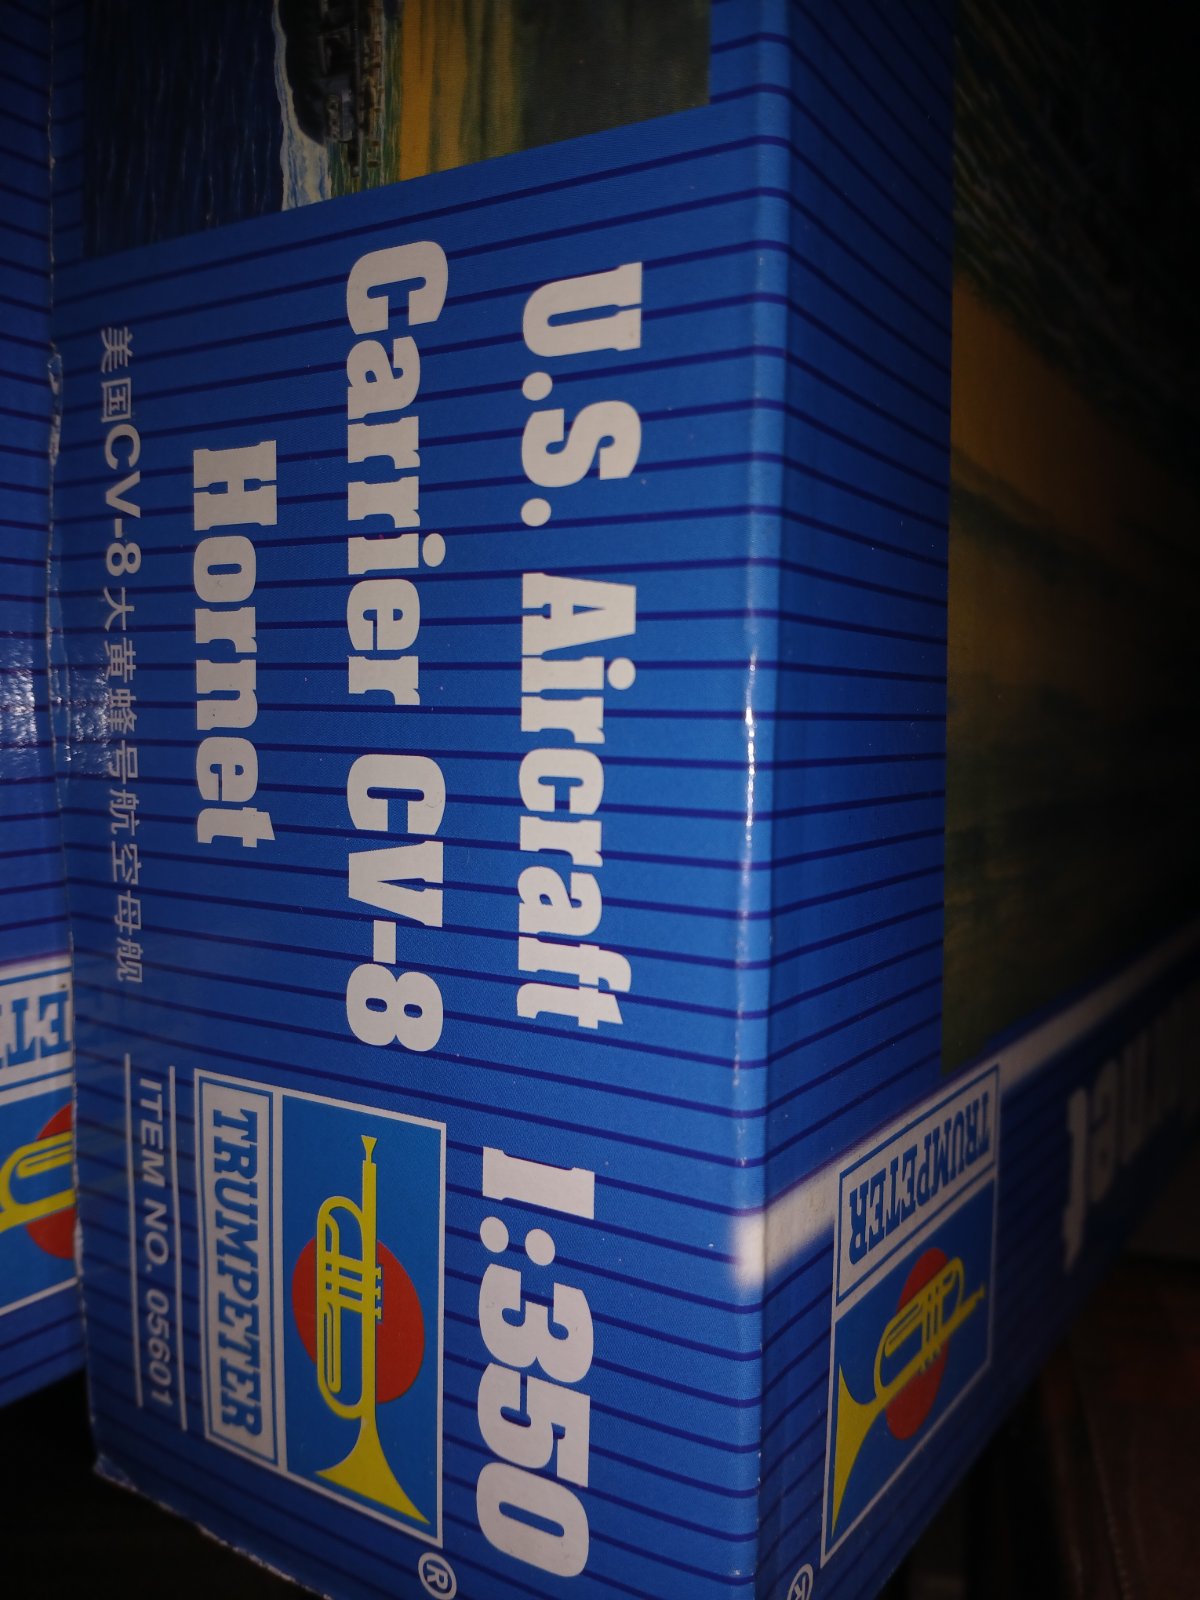 U.S. Aircraft
Carrier CV-8
Hornet
美国CV-8大黄蜂号航空母舰
1:350
TRUMPETER
®
ITEM NO. 05601
TRUMPETER
®